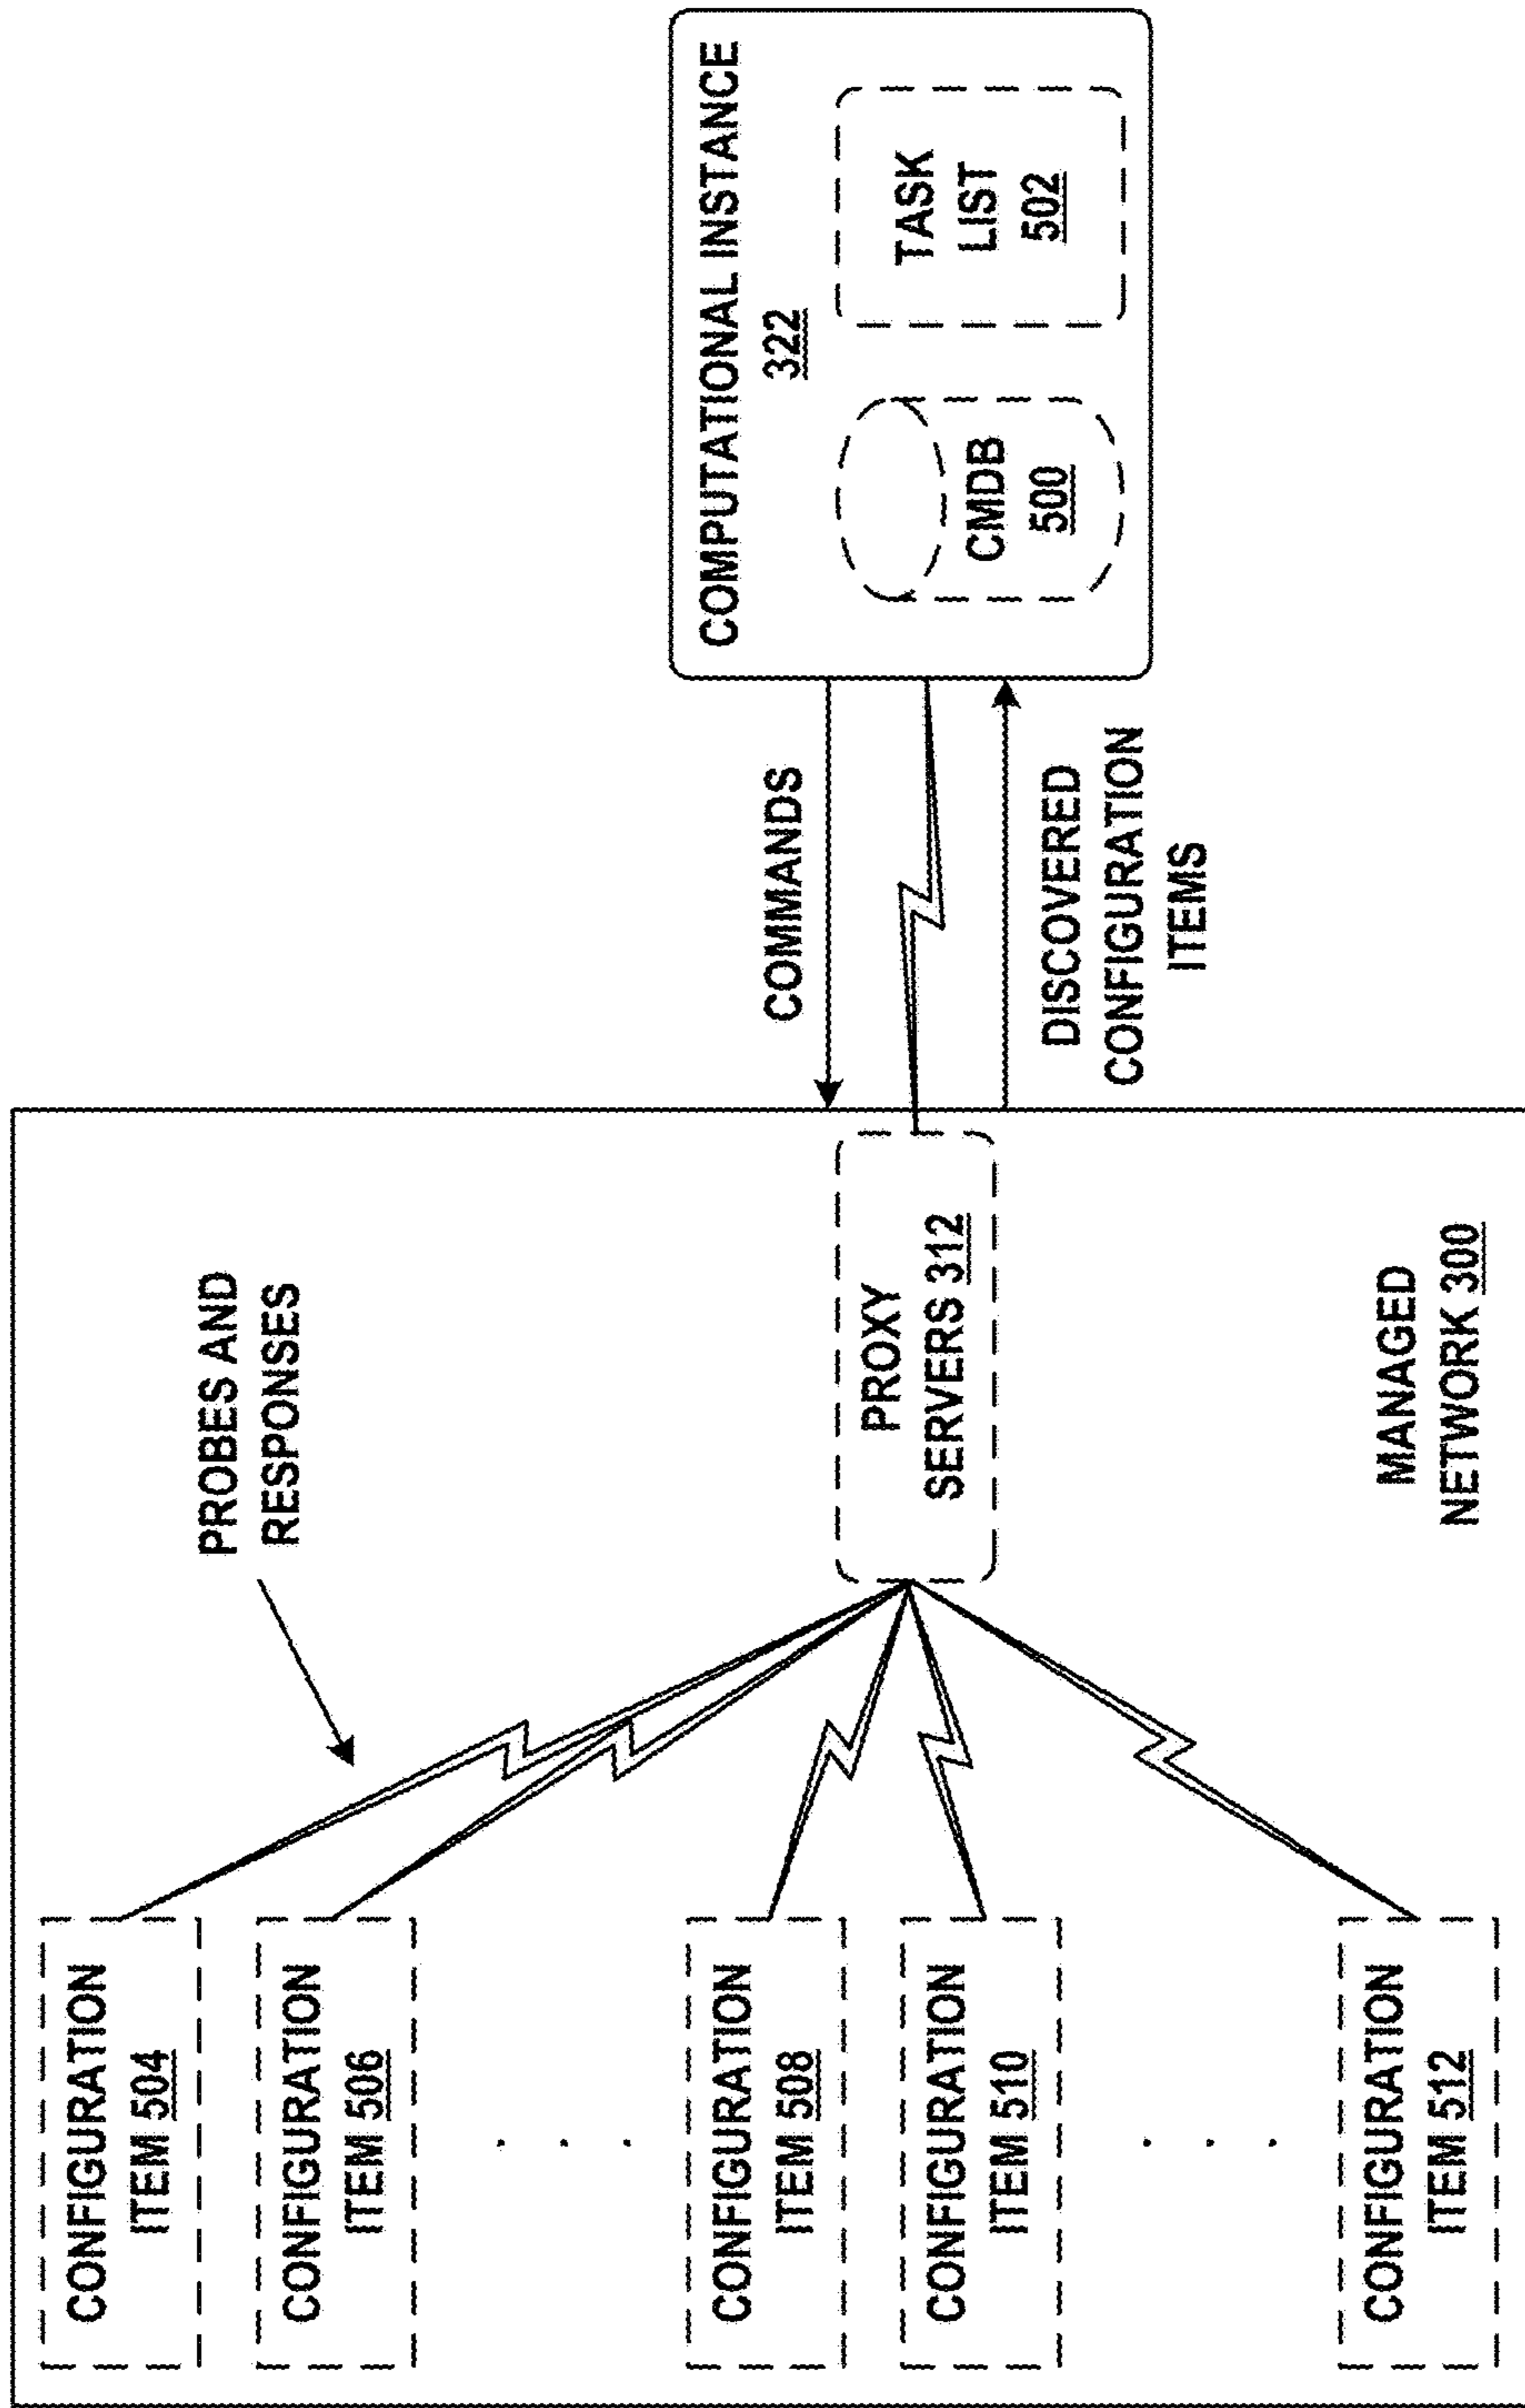 CONFIGURATION
ITEM 504
CONFIGURATION
ITEM 506
. . .
CONFIGURATION
ITEM 508
CONFIGURATION
ITEM 510
. . .
CONFIGURATION
ITEM 512
PROBES AND
RESPONSES
PROXY
SERVERS 312
MANAGED
NETWORK 300
COMMANDS
DISCOVERED
CONFIGURATION
ITEMS
COMPUTATIONAL INSTANCE
322
CMDB
500
TASK
LIST
502